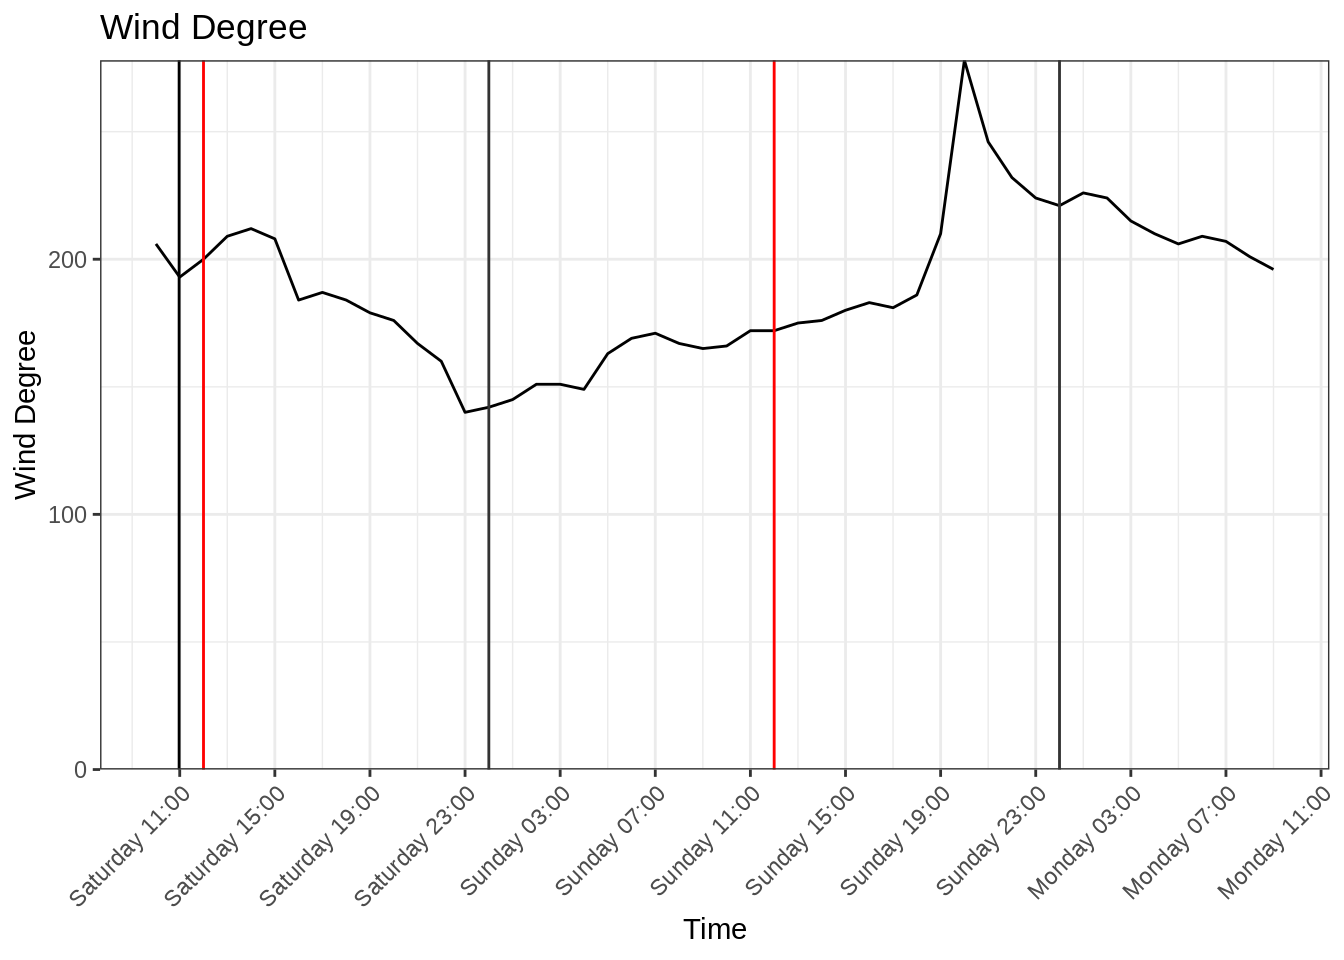 Wind Degree
Wind Degree
200
100
0
Saturday 11:00
Saturday 15:00
Saturday 19:00
Saturday 23:00
Sunday 03:00
Sunday 07:00
Sunday 11:00
Sunday 15:00
Sunday 19:00
Sunday 23:00
Monday 03:00
Monday 07:00
Monday 11:00
Time